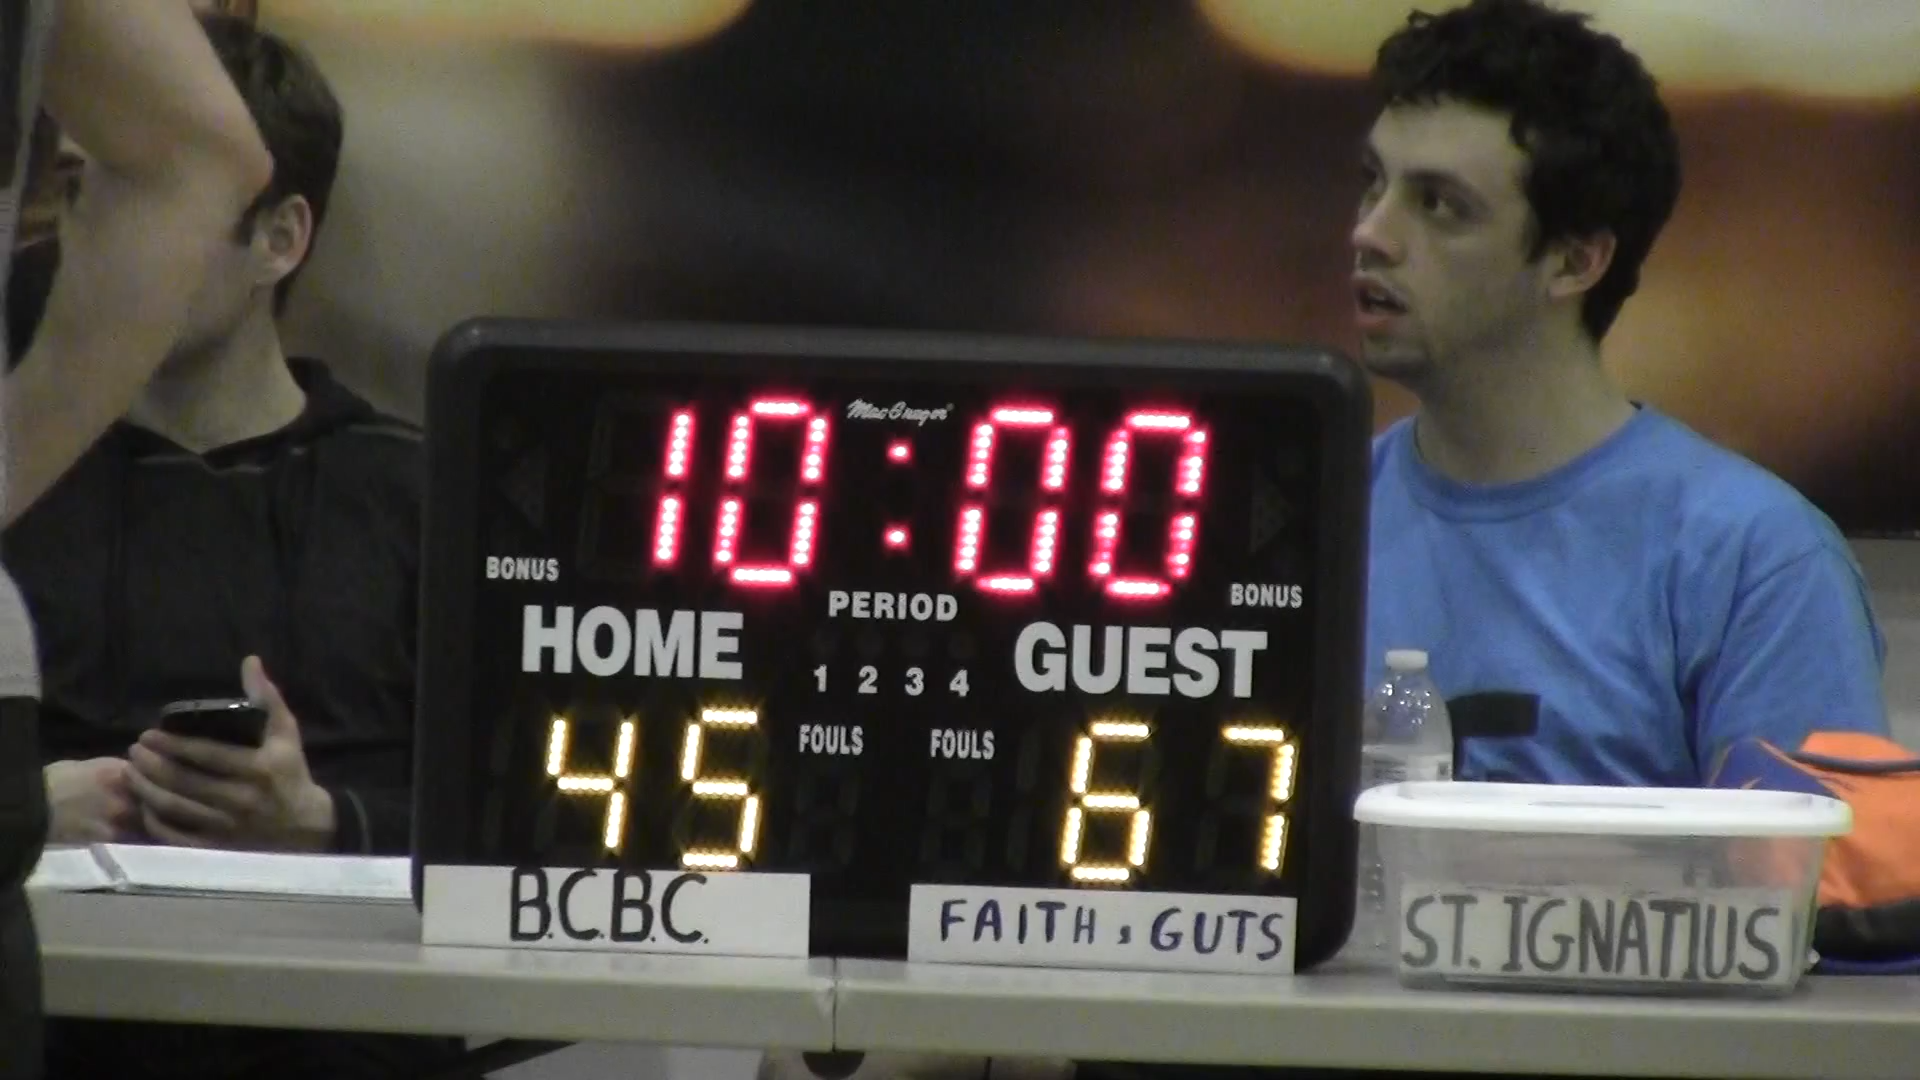 MacGregor
10:00
BONUS
BONUS
PERIOD
HOME
GUEST
1 2 3 4
45
FOULS
FOULS
67
B.C.B.C.
FAITH & GUTS
ST. IGNATIUS